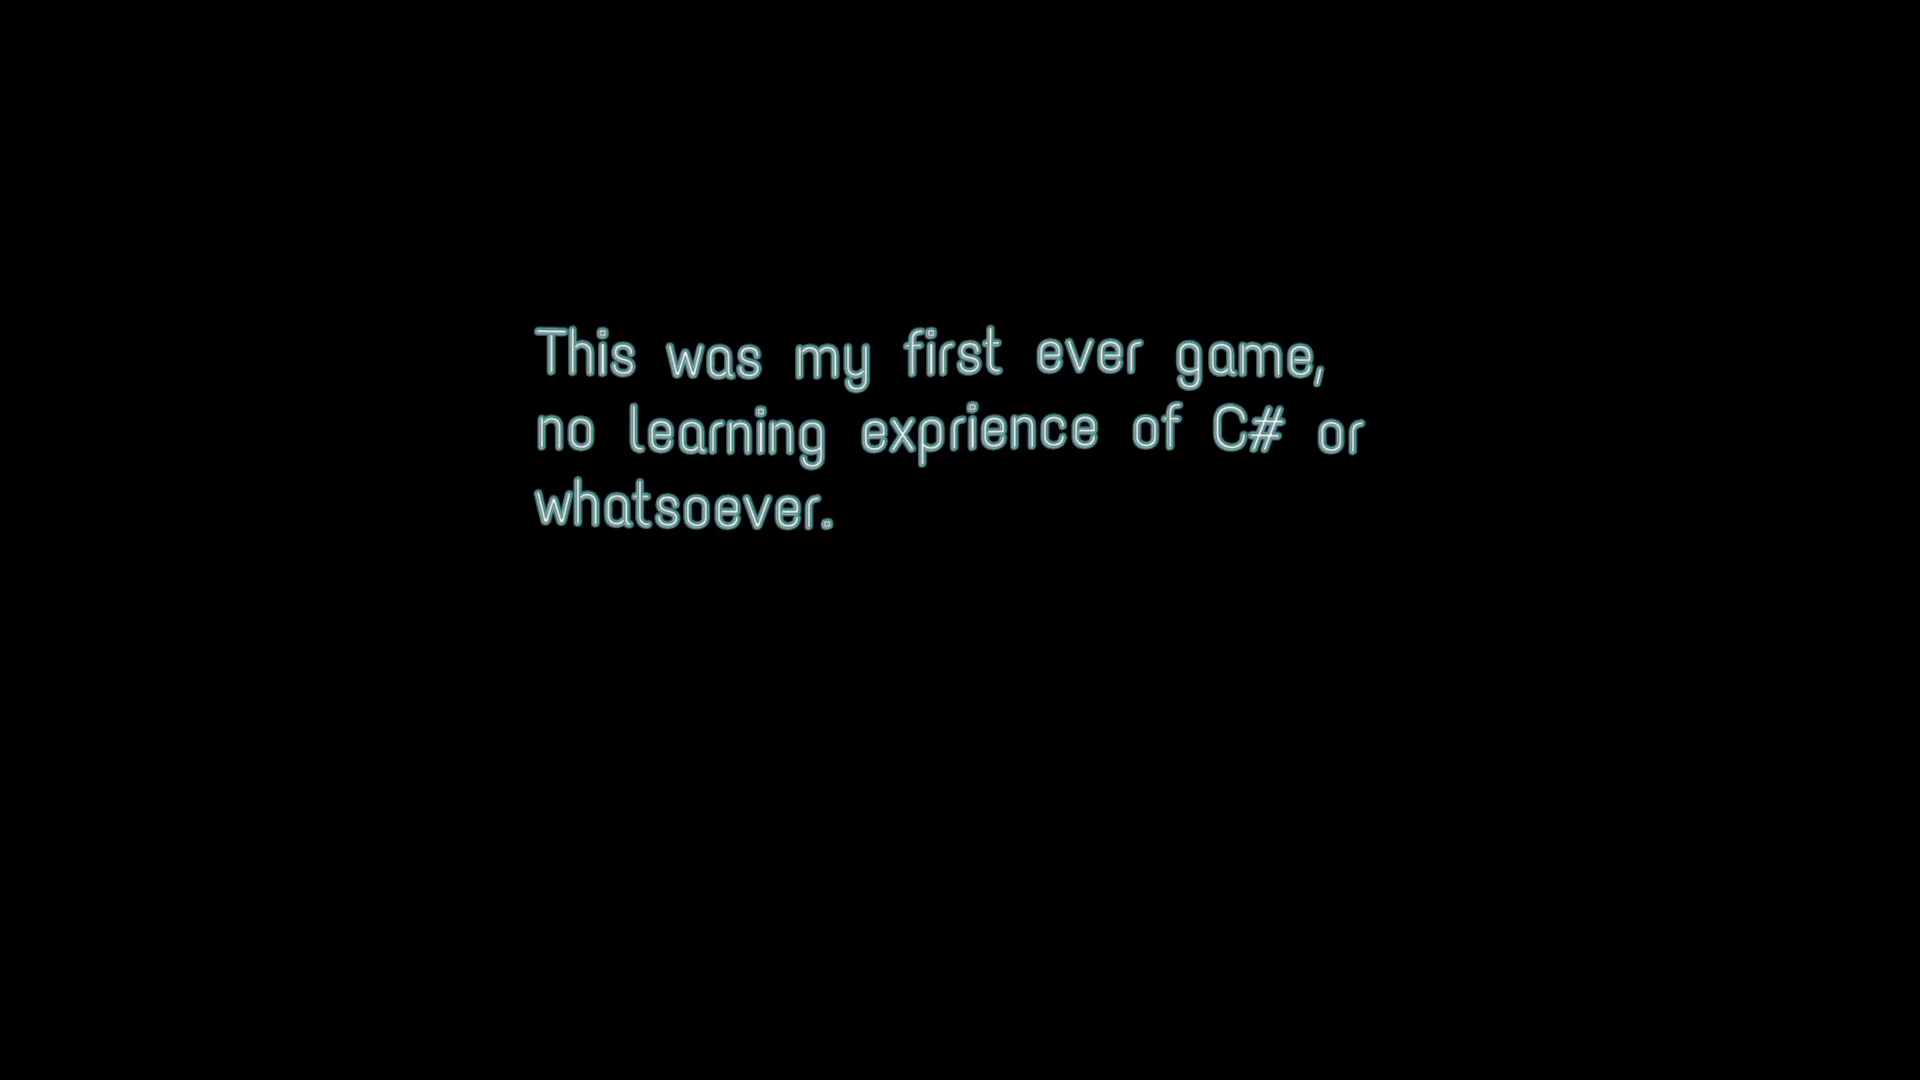 This was my first ever game,
no learning exprience of C# or
whatsoever.